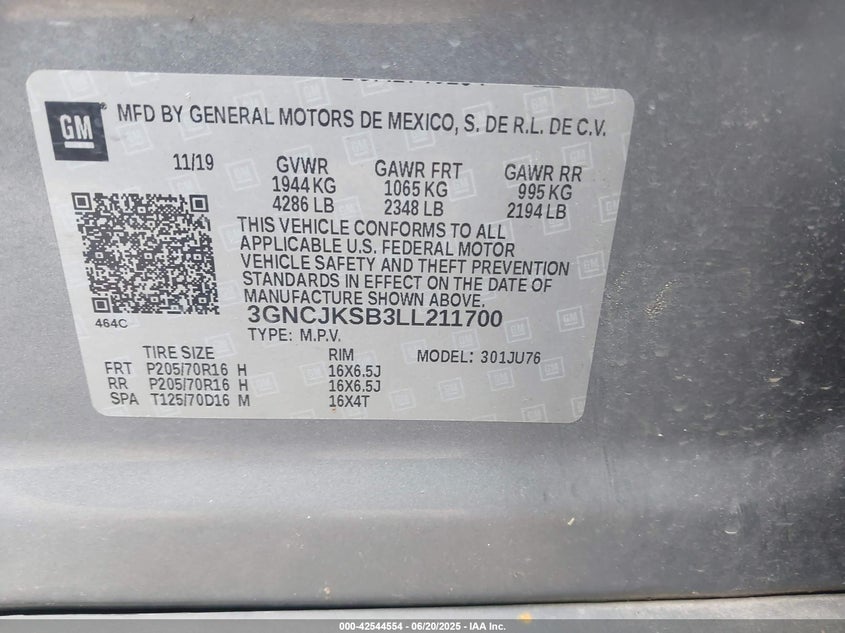 GM
MFD BY GENERAL MOTORS DE MEXICO, S. DE R.L. DE C.V.
11/19 GVWR GAWR FRT GAWR RR
1944 KG 1065 KG 995 KG
4286 LB 2348 LB 2194 LB
THIS VEHICLE CONFORMS TO ALL
APPLICABLE U.S. FEDERAL MOTOR
VEHICLE SAFETY AND THEFT PREVENTION
STANDARDS IN EFFECT ON THE DATE OF
MANUFACTURE SHOWN ABOVE.
464C
3GNCJKSB3LL211700
TYPE: M.P.V.
TIRE SIZE RIM MODEL: 301JU76
FRT P205/70R16 H 16X6.5J
RR P205/70R16 H 16X6.5J
SPA T125/70D16 M 16X4T
000-42544554 - 06/20/2025 - IAA Inc.